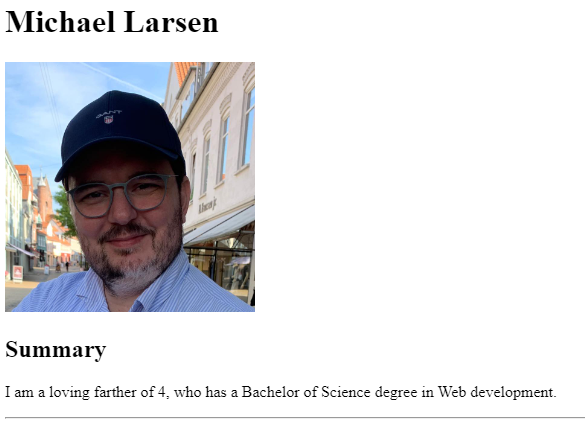 Michael Larsen
GANT
Summary
I am a loving farther of 4, who has a Bachelor of Science degree in Web development.